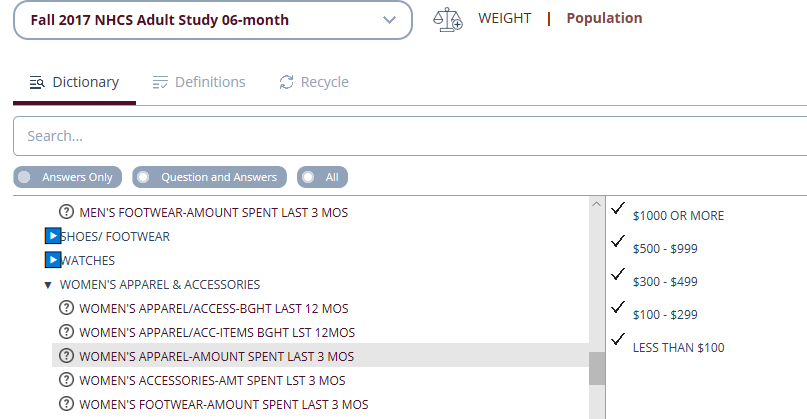 Fall 2017 NHCS Adult Study 06-month
WEIGHT | Population
Dictionary
Definitions
Recycle
Search...
Answers Only
Question and Answers
All
MEN'S FOOTWEAR-AMOUNT SPENT LAST 3 MOS
SHOES/ FOOTWEAR
WATCHES
WOMEN'S APPAREL & ACCESSORIES
WOMEN'S APPAREL/ACCESS-BGHT LAST 12 MOS
WOMEN'S APPAREL/ACC-ITEMS BGHT LST 12MOS
WOMEN'S APPAREL-AMOUNT SPENT LAST 3 MOS
WOMEN'S ACCESSORIES-AMT SPENT LST 3 MOS
WOMEN'S FOOTWEAR-AMOUNT SPENT LAST 3 MOS
$1000 OR MORE
$500 - $999
$300 - $499
$100 - $299
LESS THAN $100